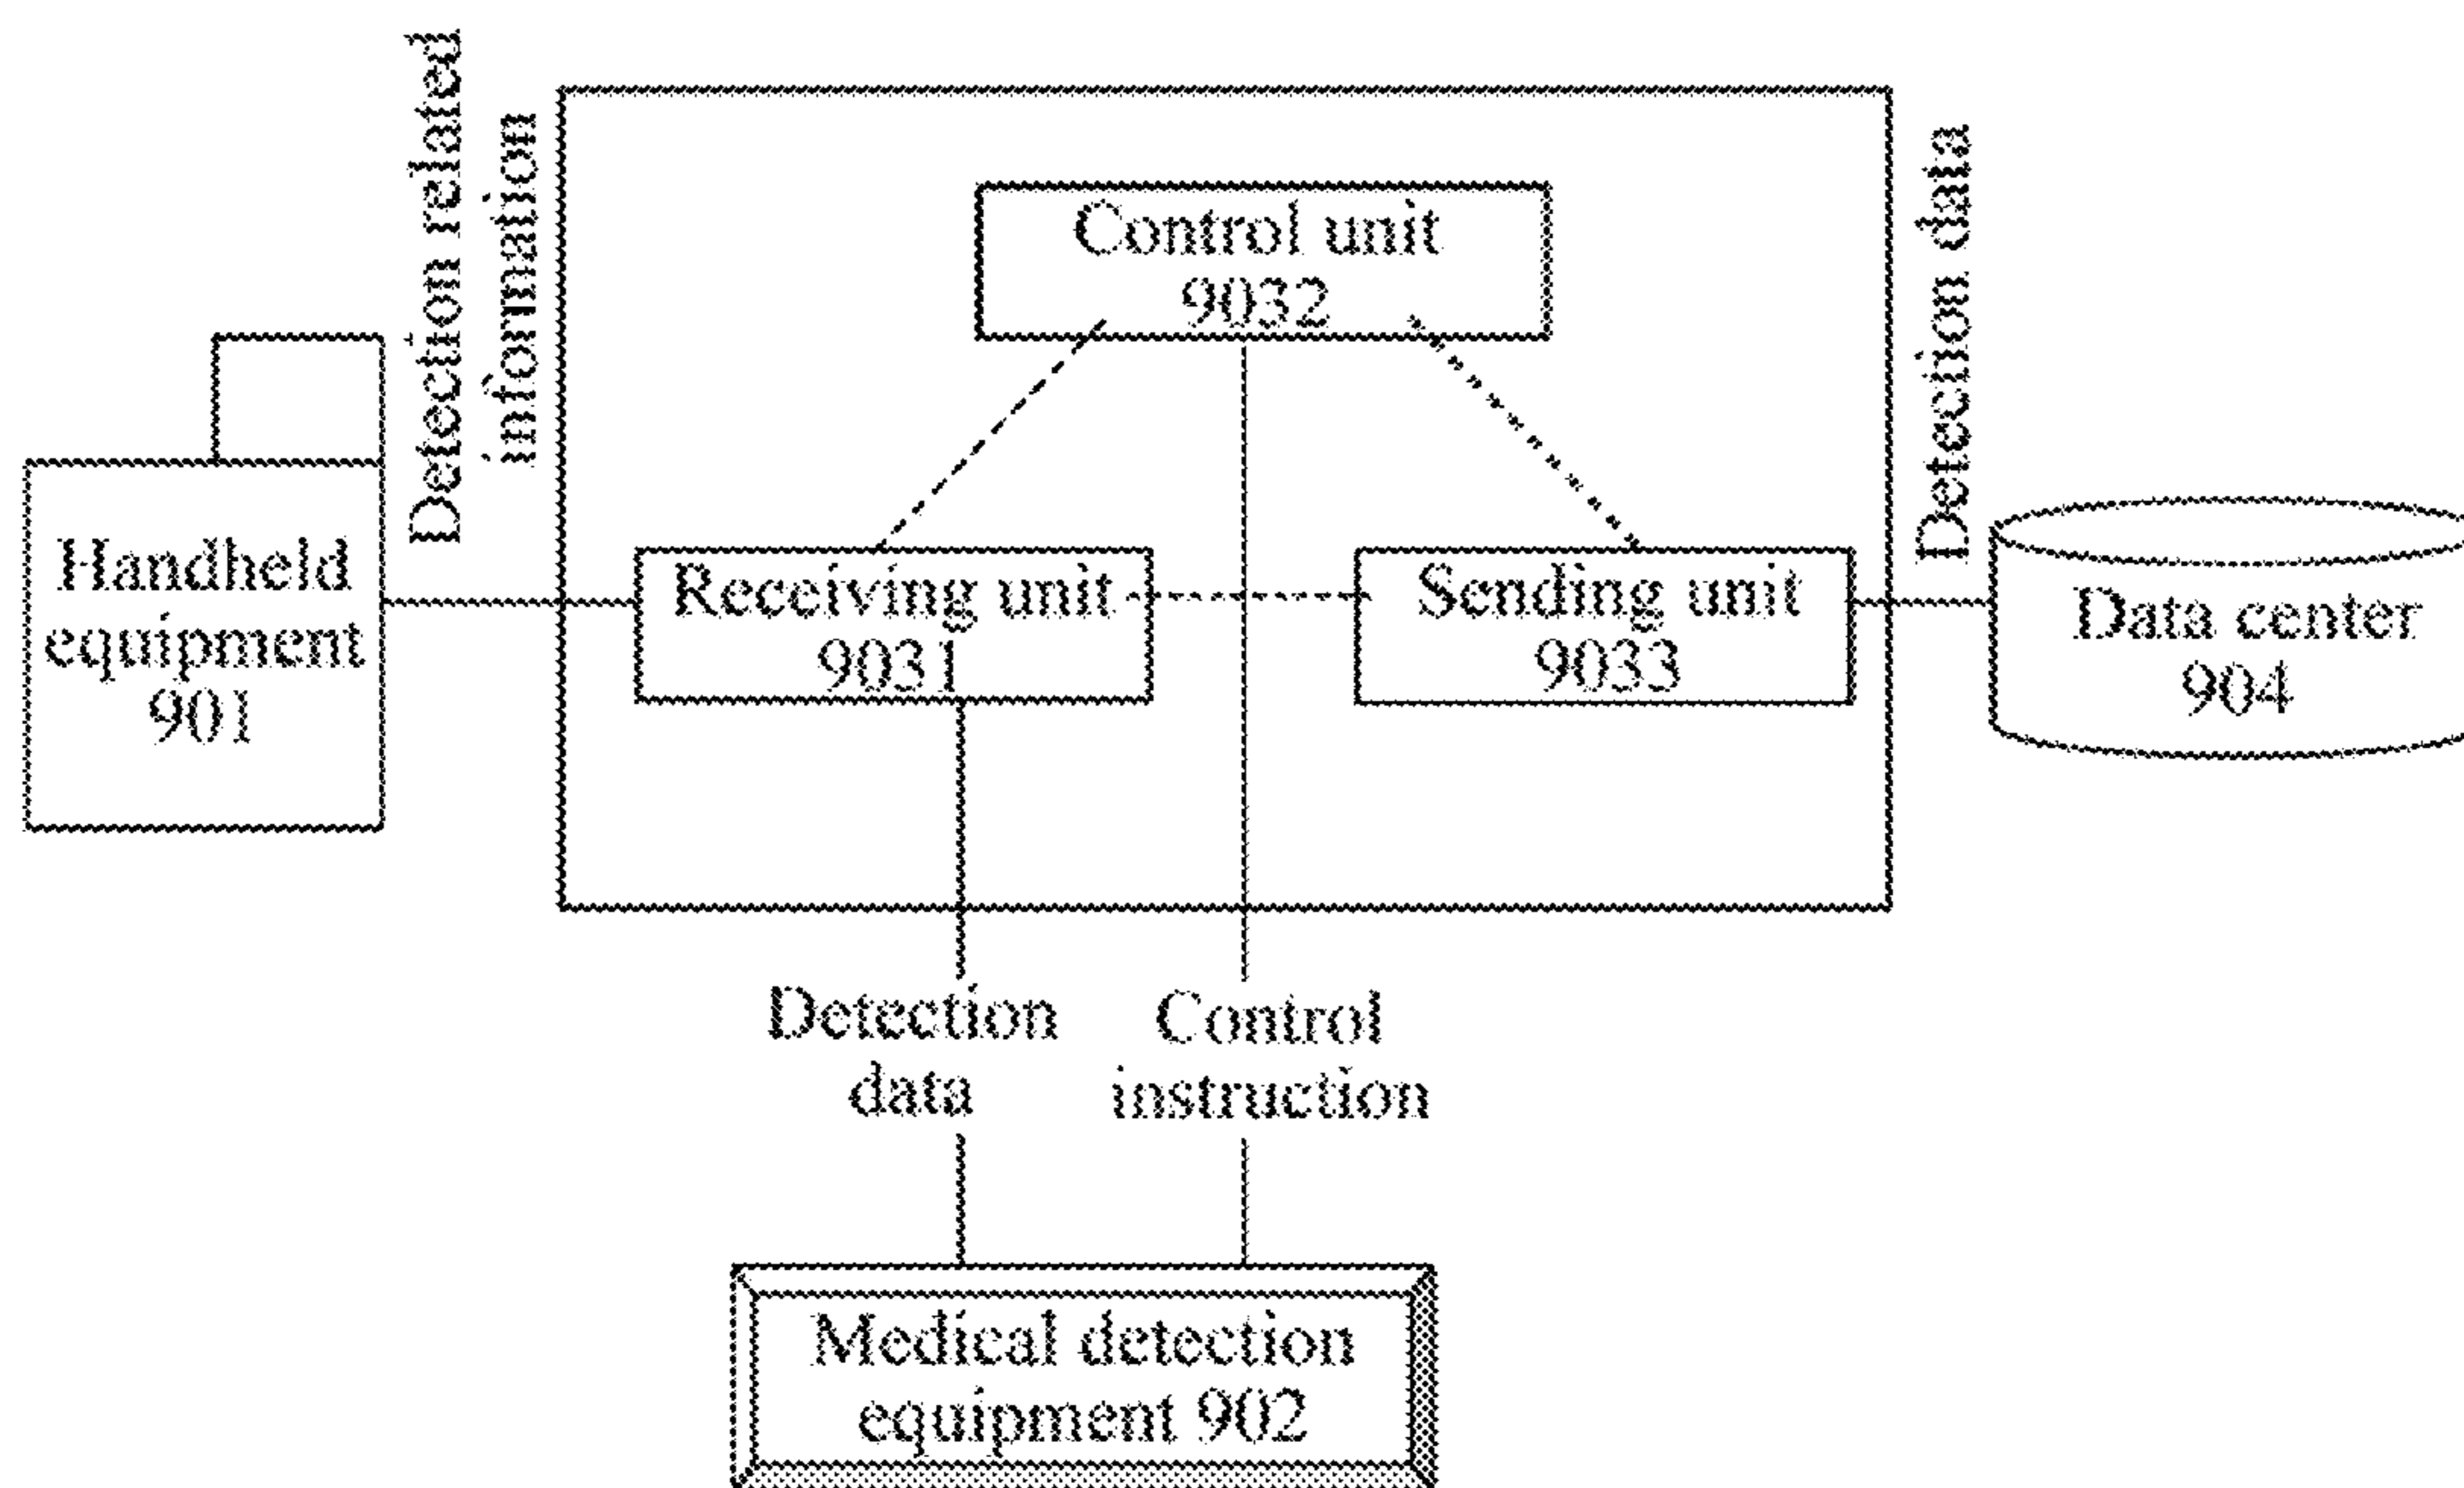 Detection related
information
Control unit
9032
Detection data
Handheld
equipment
901
Receiving unit
9031
Sending unit
9033
Data center
904
Detection
data
Control
instruction
Medical detection
equipment 902